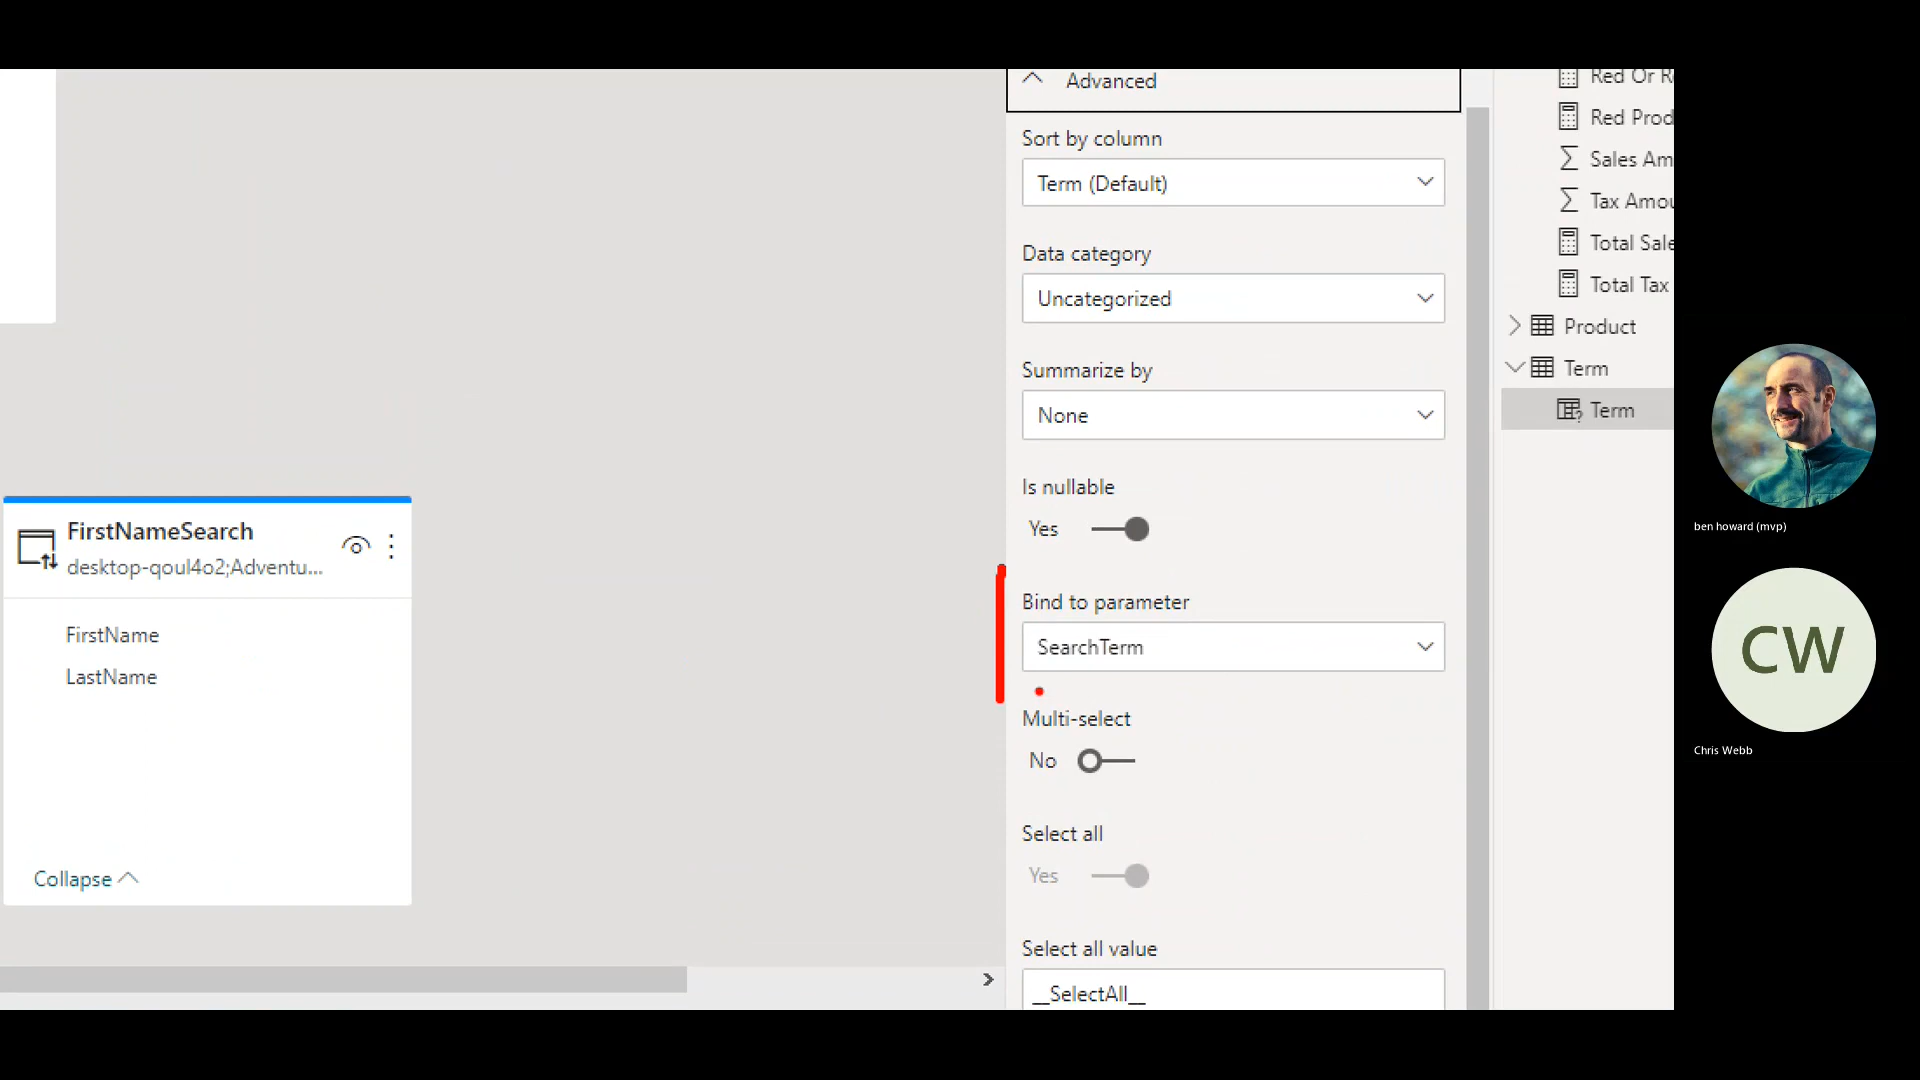 Advanced
Sort by column
Term (Default)
Data category
Uncategorized
Summarize by
None
Is nullable
Yes
Bind to parameter
SearchTerm
Multi-select
No
Select all
Yes
Select all value
__SelectAll__
FirstNameSearch
desktop-qoul4o2;Adventu...
FirstName
LastName
Collapse
Red Or R
Red Prod
Sales Am
Tax Amou
Total Sale
Total Tax
Product
Term
Term
ben howard (mvp)
CW
Chris Webb